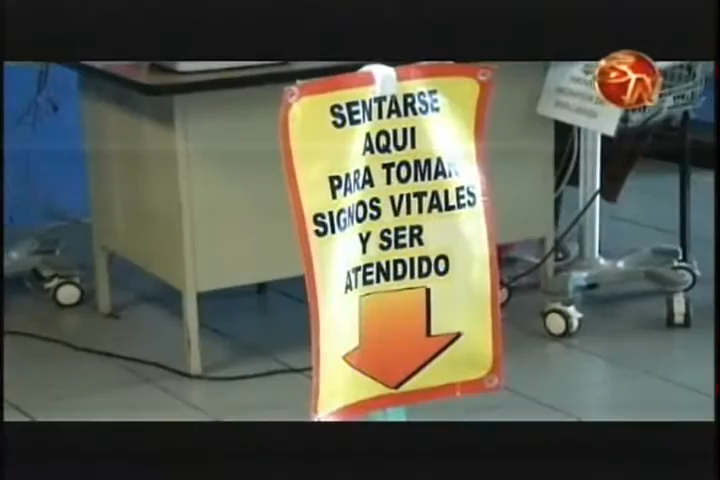 SENTARSE
AQUI
PARA TOMAR
SIGNOS VITALES
Y SER
ATENDIDO